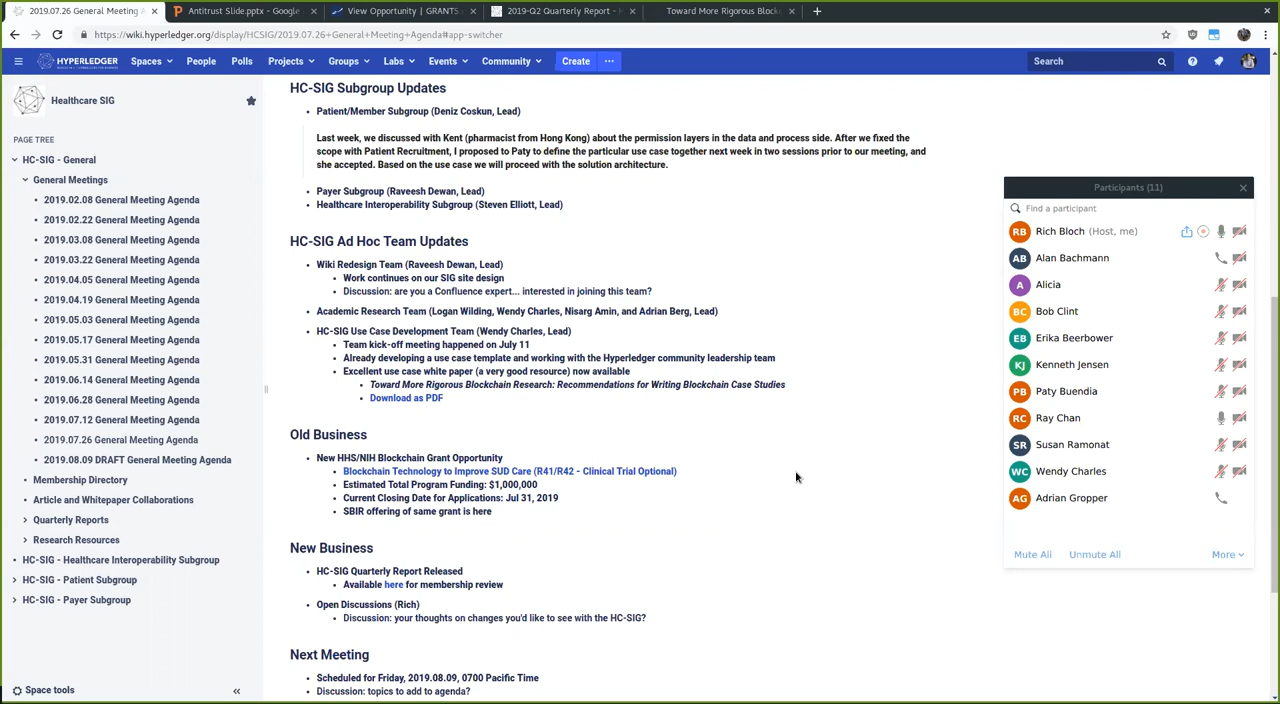 2019.07.26 General Meeting A
Antitrust Slide.pptx - Google
View Opportunity | GRANTS
2019-Q2 Quarterly Report - H
Toward More Rigorous Blockc
https://wiki.hyperledger.org/display/HCSIG/2019.07.26+General+Meeting+Agenda#app-switcher
HYPERLEDGER
Spaces
People
Polls
Projects
Groups
Labs
Events
Community
Create
Search
Healthcare SIG
PAGE TREE
HC-SIG - General
General Meetings
2019.02.08 General Meeting Agenda
2019.02.22 General Meeting Agenda
2019.03.08 General Meeting Agenda
2019.03.22 General Meeting Agenda
2019.04.05 General Meeting Agenda
2019.04.19 General Meeting Agenda
2019.05.03 General Meeting Agenda
2019.05.17 General Meeting Agenda
2019.05.31 General Meeting Agenda
2019.06.14 General Meeting Agenda
2019.06.28 General Meeting Agenda
2019.07.12 General Meeting Agenda
2019.07.26 General Meeting Agenda
2019.08.09 DRAFT General Meeting Agenda
Membership Directory
Article and Whitepaper Collaborations
Quarterly Reports
Research Resources
HC-SIG - Healthcare Interoperability Subgroup
HC-SIG - Patient Subgroup
HC-SIG - Payer Subgroup
Space tools
HC-SIG Subgroup Updates
Patient/Member Subgroup (Deniz Coskun, Lead)
Last week, we discussed with Kent (pharmacist from Hong Kong) about the permission layers in the data and process side. After we fixed the
scope with Patient Recruitment, I proposed to Paty to define the particular use case together next week in two sessions prior to our meeting, and
she accepted. Based on the use case we will proceed with the solution architecture.
Payer Subgroup (Raveesh Dewan, Lead)
Healthcare Interoperability Subgroup (Steven Elliott, Lead)
HC-SIG Ad Hoc Team Updates
Wiki Redesign Team (Raveesh Dewan, Lead)
Work continues on our SIG site design
Discussion: are you a Confluence expert... interested in joining this team?
Academic Research Team (Logan Wilding, Wendy Charles, Nisarg Amin, and Adrian Berg, Lead)
HC-SIG Use Case Development Team (Wendy Charles, Lead)
Team kick-off meeting happened on July 11
Already developing a use case template and working with the Hyperledger community leadership team
Excellent use case white paper (a very good resource) now available
Toward More Rigorous Blockchain Research: Recommendations for Writing Blockchain Case Studies
Download as PDF
Old Business
New HHS/NIH Blockchain Grant Opportunity
Blockchain Technology to Improve SUD Care (R41/R42 - Clinical Trial Optional)
Estimated Total Program Funding: $1,000,000
Current Closing Date for Applications: Jul 31, 2019
SBIR offering of same grant is here
New Business
HC-SIG Quarterly Report Released
Available here for membership review
Open Discussions (Rich)
Discussion: your thoughts on changes you'd like to see with the HC-SIG?
Next Meeting
Scheduled for Friday, 2019.08.09, 0700 Pacific Time
Discussion: topics to add to agenda?
Participants (11)
Find a participant
RB Rich Bloch (Host, me)
AB Alan Bachmann
A Alicia
BC Bob Clint
EB Erika Beerbower
KJ Kenneth Jensen
PB Paty Buendia
RC Ray Chan
SR Susan Ramonat
WC Wendy Charles
AG Adrian Gropper
Mute All
Unmute All
More